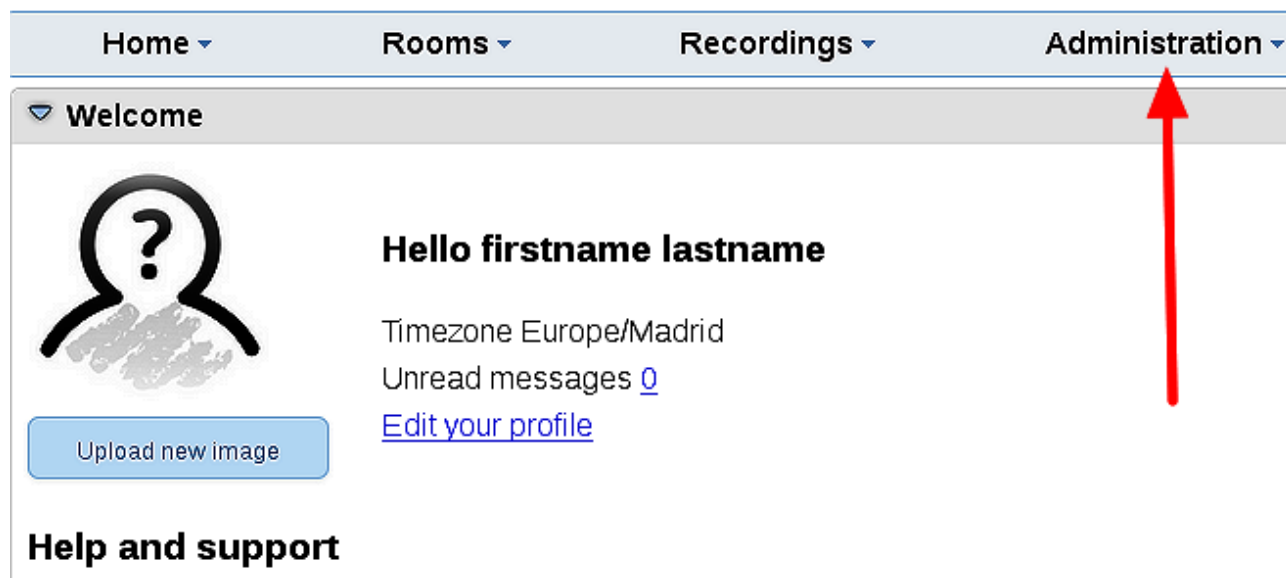 Home Rooms Recordings Administration
Welcome
?
Hello firstname lastname
Timezone Europe/Madrid
Unread messages 0
Edit your profile
Upload new image
Help and support